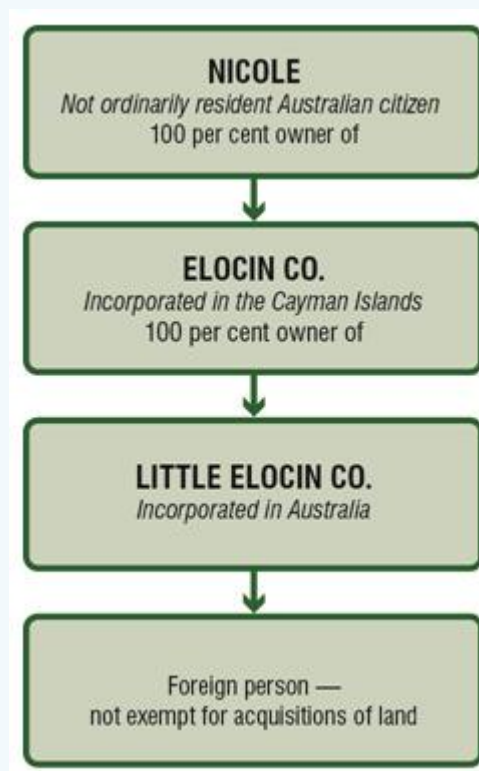 NICOLE
Not ordinarily resident Australian citizen
100 per cent owner of
ELOCIN CO.
Incorporated in the Cayman Islands
100 per cent owner of
LITTLE ELOCIN CO.
Incorporated in Australia
Foreign person —
not exempt for acquisitions of land